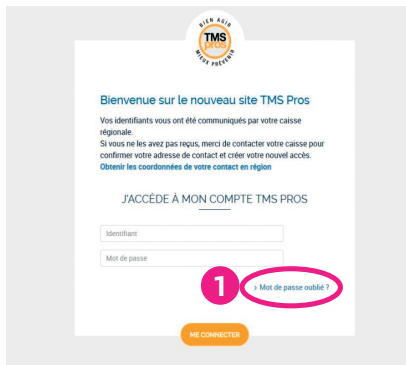 BIEN AGIR
TMS
pros
MIEUX PRÉVENIR
Bienvenue sur le nouveau site TMS Pros
Vos identifiants vous ont été communiqués par votre caisse
régionale.
Si vous ne les avez pas reçus, merci de contacter votre caisse pour
confirmer votre adresse de contact et créer votre nouvel accès.
Obtenir les coordonnées de votre contact en région
J'ACCÈDE À MON COMPTE TMS PROS
Identifiant
Mot de passe
1
› Mot de passe oublié ?
ME CONNECTER